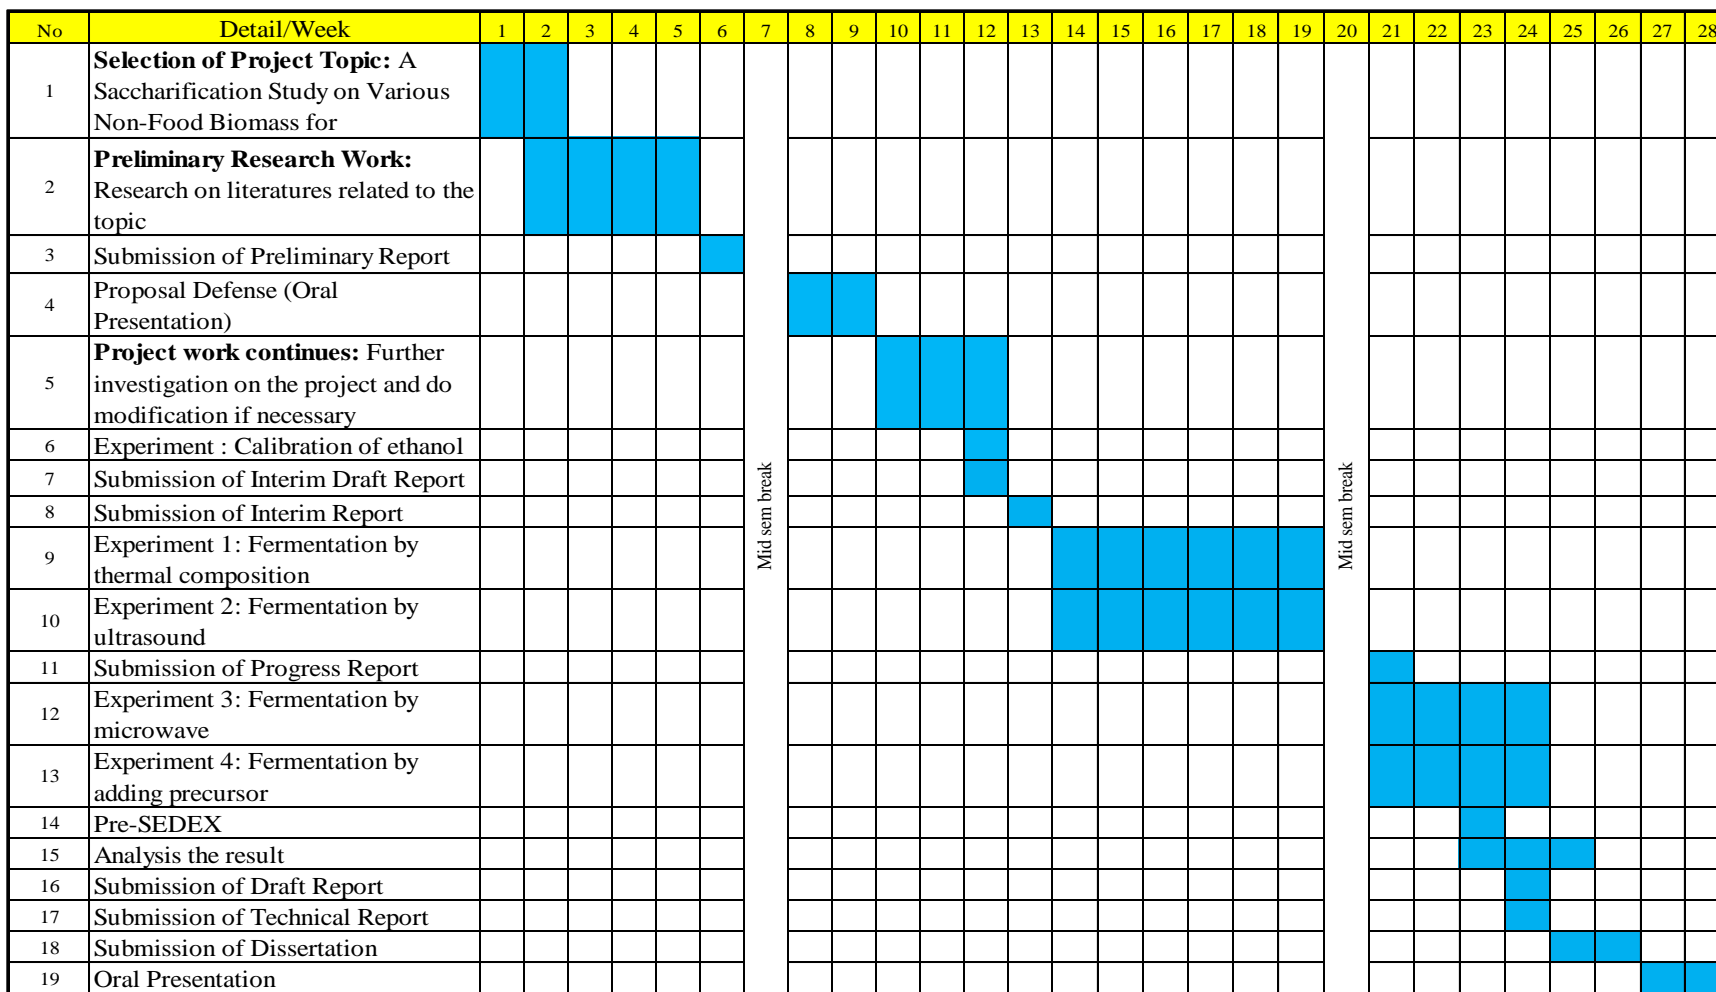 No Detail/Week 1 2 3 4 5 6 7 8 9 10 11 12 13 14 15 16 17 18 19 20 21 22 23 24 25 26 27 28
1
Selection of Project Topic: A
Saccharification Study on Various
Non-Food Biomass for
2
Preliminary Research Work:
Research on literatures related to the
topic
3 Submission of Preliminary Report
4
Proposal Defense (Oral
Presentation)
5
Project work continues: Further
investigation on the project and do
modification if necessary
6 Experiment : Calibration of ethanol
7 Submission of Interim Draft Report
8 Submission of Interim Report
9
Experiment 1: Fermentation by
thermal composition
10
Experiment 2: Fermentation by
ultrasound
11 Submission of Progress Report
12
Experiment 3: Fermentation by
microwave
13
Experiment 4: Fermentation by
adding precursor
14 Pre-SEDEX
15 Analysis the result
16 Submission of Draft Report
17 Submission of Technical Report
18 Submission of Dissertation
19 Oral Presentation
Mid sem break
Mid sem break